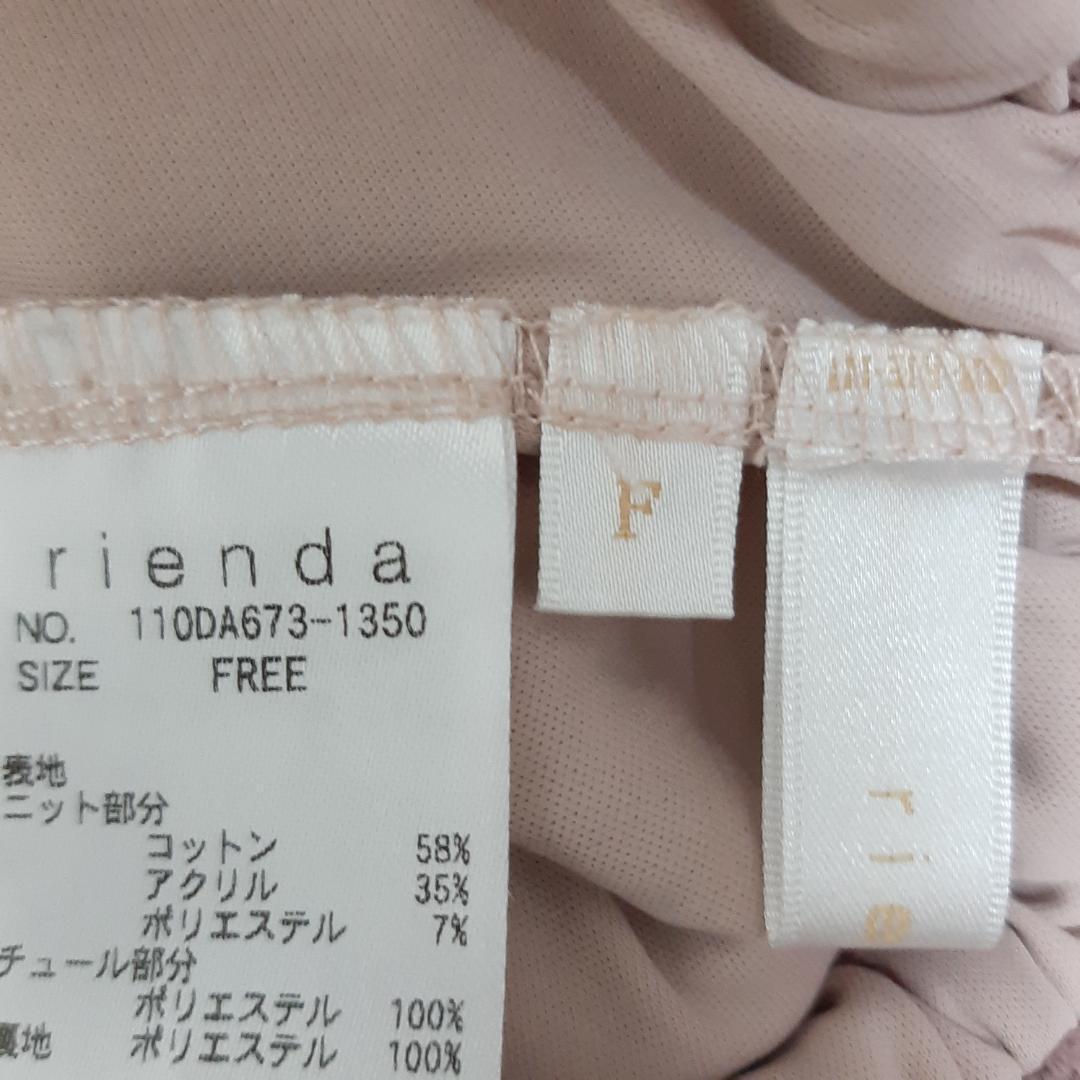 rienda
NO. 110DA673-1350
SIZE FREE
表地
ニット部分
コットン 58%
アクリル 35%
ポリエステル 7%
チュール部分
ポリエステル 100%
裏地 ポリエステル 100%
F
rie